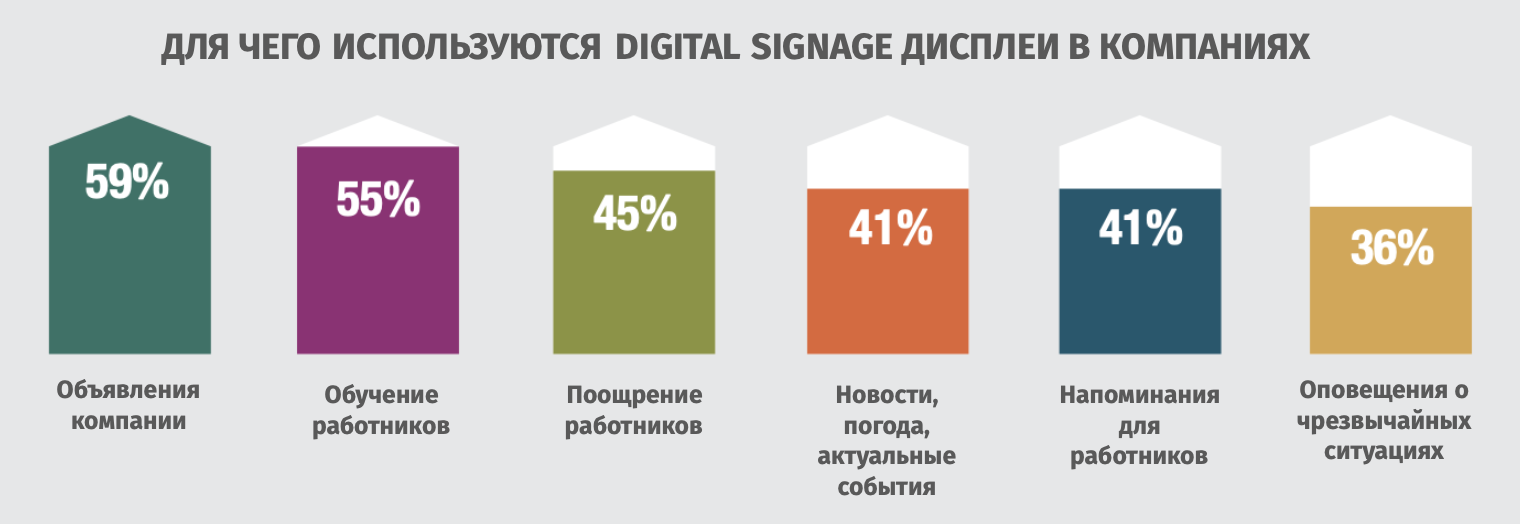 ДЛЯ ЧЕГО ИСПОЛЬЗУЮТСЯ DIGITAL SIGNAGE ДИСПЛЕИ В КОМПАНИЯХ
59%
Объявления
компании
55%
Обучение
работников
45%
Поощрение
работников
41%
Новости,
погода,
актуальные
события
41%
Напоминания
для
работников
36%
Оповещения о
чрезвычайных
ситуациях